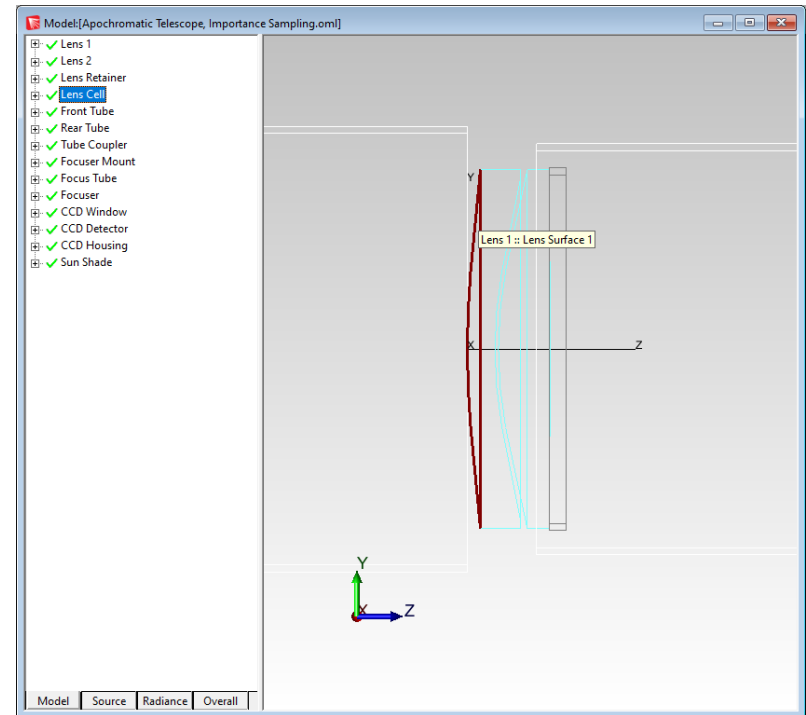 Model:[Apochromatic Telescope, Importance Sampling.oml]
Lens 1
Lens 2
Lens Retainer
Lens Cell
Front Tube
Rear Tube
Tube Coupler
Focuser Mount
Focus Tube
Focuser
CCD Window
CCD Detector
CCD Housing
Sun Shade
Y
Lens 1 :: Lens Surface 1
X
Z
Y
X
Z
Model Source Radiance Overall